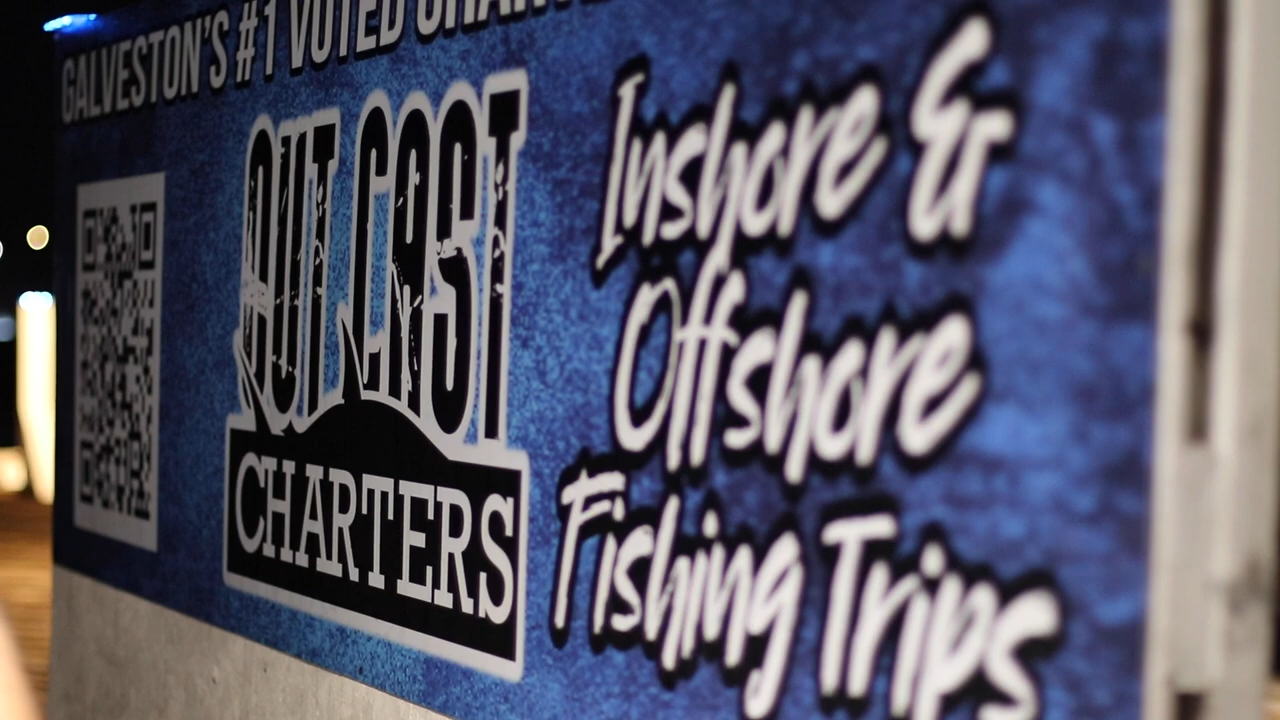 GALVESTON'S #1 VOTED
OUT CAST
CHARTERS
Inshore &
Offshore
Fishing Trips